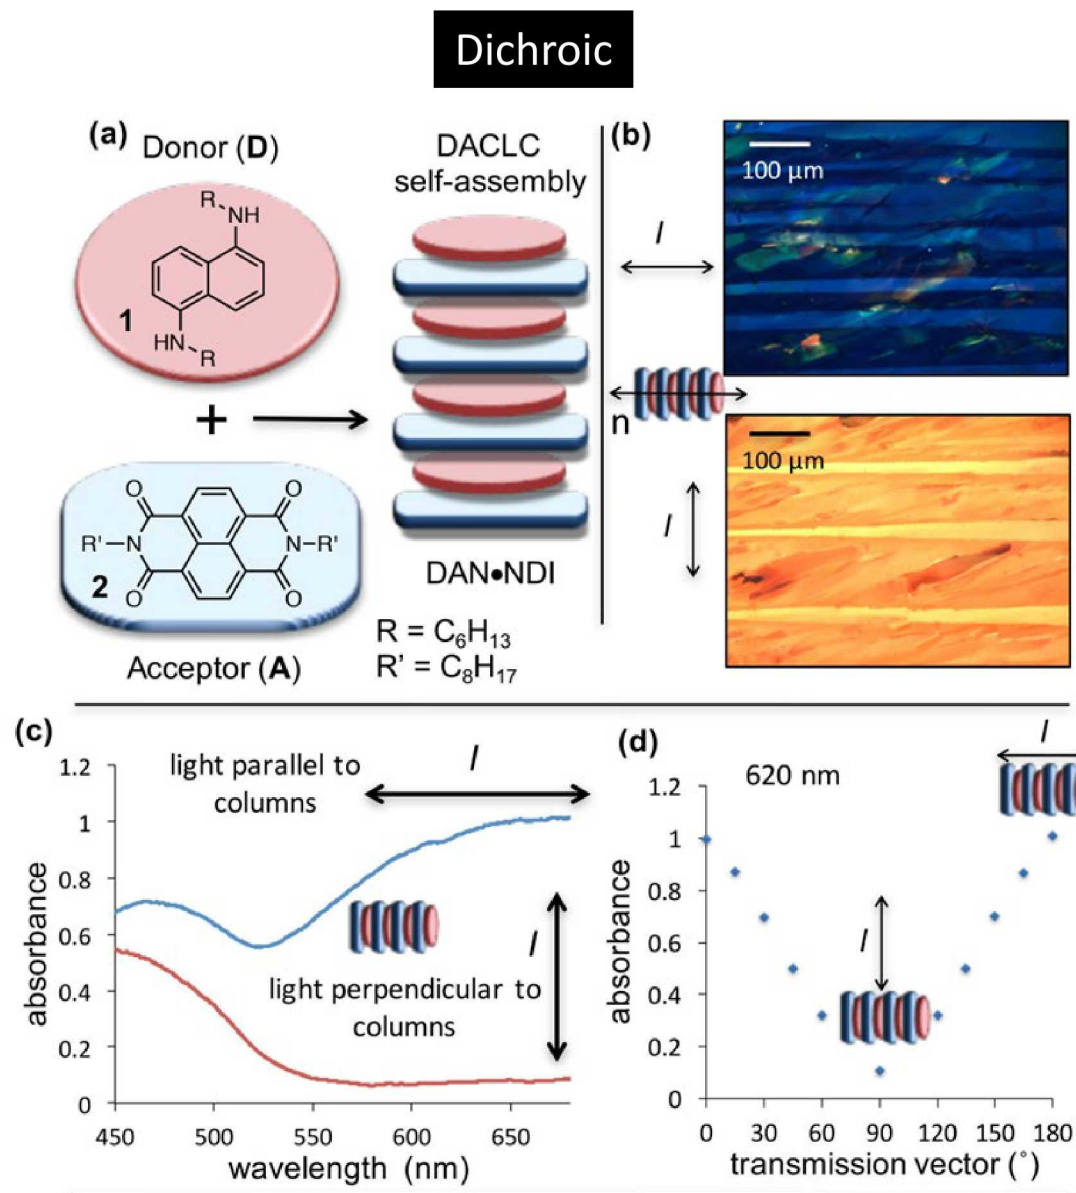 Dichroic
(a)
Donor (D)
R
NH
1
HN
R
+
R'
N
O
O
O
O
N
R'
2
Acceptor (A)
DACLC
self-assembly
DAN•NDI
R = C₆H₁₃
R' = C₈H₁₇
(b)
100 µm
l
n
100 µm
l
(c)
light parallel to
columns
l
l
light perpendicular to
columns
absorbance
1.2
1
0.8
0.6
0.4
0.2
0
450 500 550 600 650
wavelength (nm)
(d)
620 nm
l
l
absorbance
1.2
1
0.8
0.6
0.4
0.2
0
0 30 60 90 120 150 180
transmission vector (˚)